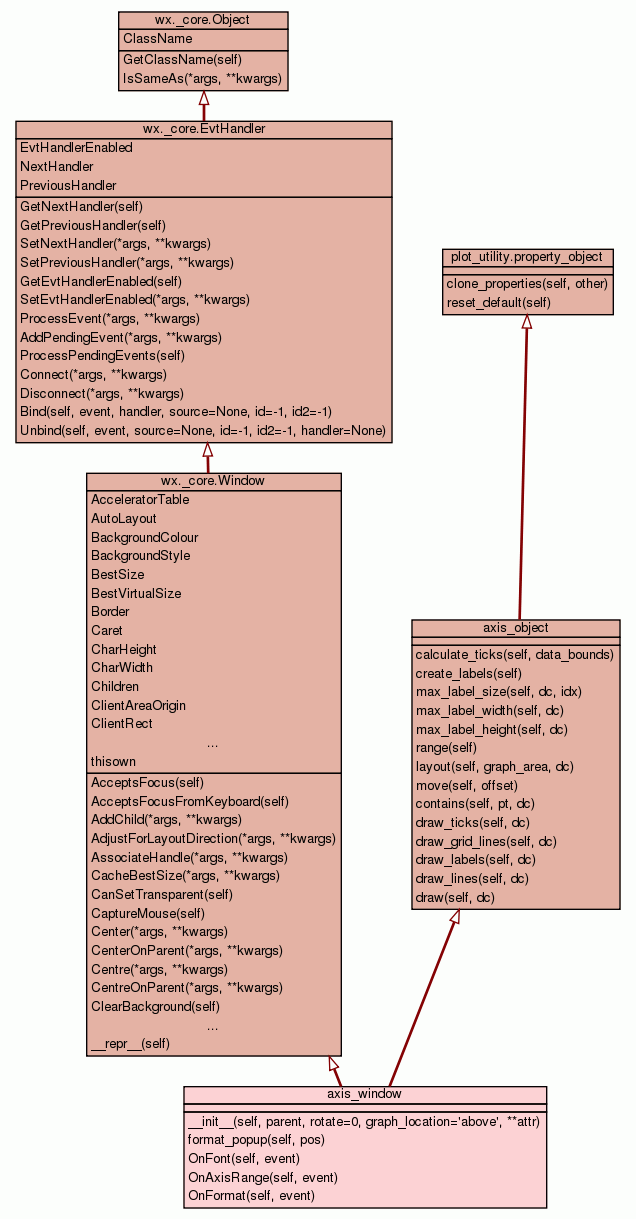 wx._core.Object
ClassName
GetClassName(self)
IsSameAs(*args, **kwargs)
wx._core.EvtHandler
EvtHandlerEnabled
NextHandler
PreviousHandler
GetNextHandler(self)
GetPreviousHandler(self)
SetNextHandler(*args, **kwargs)
SetPreviousHandler(*args, **kwargs)
GetEvtHandlerEnabled(self)
SetEvtHandlerEnabled(*args, **kwargs)
ProcessEvent(*args, **kwargs)
AddPendingEvent(*args, **kwargs)
ProcessPendingEvents(self)
Connect(*args, **kwargs)
Disconnect(*args, **kwargs)
Bind(self, event, handler, source=None, id=-1, id2=-1)
Unbind(self, event, source=None, id=-1, id2=-1, handler=None)
plot_utility.property_object
clone_properties(self, other)
reset_default(self)
wx._core.Window
AcceleratorTable
AutoLayout
BackgroundColour
BackgroundStyle
BestSize
BestVirtualSize
Border
Caret
CharHeight
CharWidth
Children
ClientAreaOrigin
ClientRect
...
thisown
AcceptsFocus(self)
AcceptsFocusFromKeyboard(self)
AddChild(*args, **kwargs)
AdjustForLayoutDirection(*args, **kwargs)
AssociateHandle(*args, **kwargs)
CacheBestSize(*args, **kwargs)
CanSetTransparent(self)
CaptureMouse(self)
Center(*args, **kwargs)
CenterOnParent(*args, **kwargs)
Centre(*args, **kwargs)
CentreOnParent(*args, **kwargs)
ClearBackground(self)
...
__repr__(self)
axis_object
calculate_ticks(self, data_bounds)
create_labels(self)
max_label_size(self, dc, idx)
max_label_width(self, dc)
max_label_height(self, dc)
range(self)
layout(self, graph_area, dc)
move(self, offset)
contains(self, pt, dc)
draw_ticks(self, dc)
draw_grid_lines(self, dc)
draw_labels(self, dc)
draw_lines(self, dc)
draw(self, dc)
axis_window
__init__(self, parent, rotate=0, graph_location='above', **attr)
format_popup(self, pos)
OnFont(self, event)
OnAxisRange(self, event)
OnFormat(self, event)